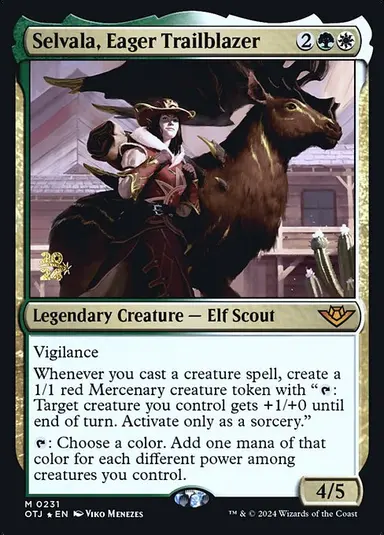 Selvala, Eager Trailblazer 2
Legendary Creature — Elf Scout
Vigilance
Whenever you cast a creature spell, create a
1/1 red Mercenary creature token with “: 
Target creature you control gets +1/+0 until
end of turn. Activate only as a sorcery.”
: Choose a color. Add one mana of that
color for each different power among
creatures you control.
4/5
M 0231
OTJ ★ EN Viko Menezes
™ & © 2024 Wizards of the Coast